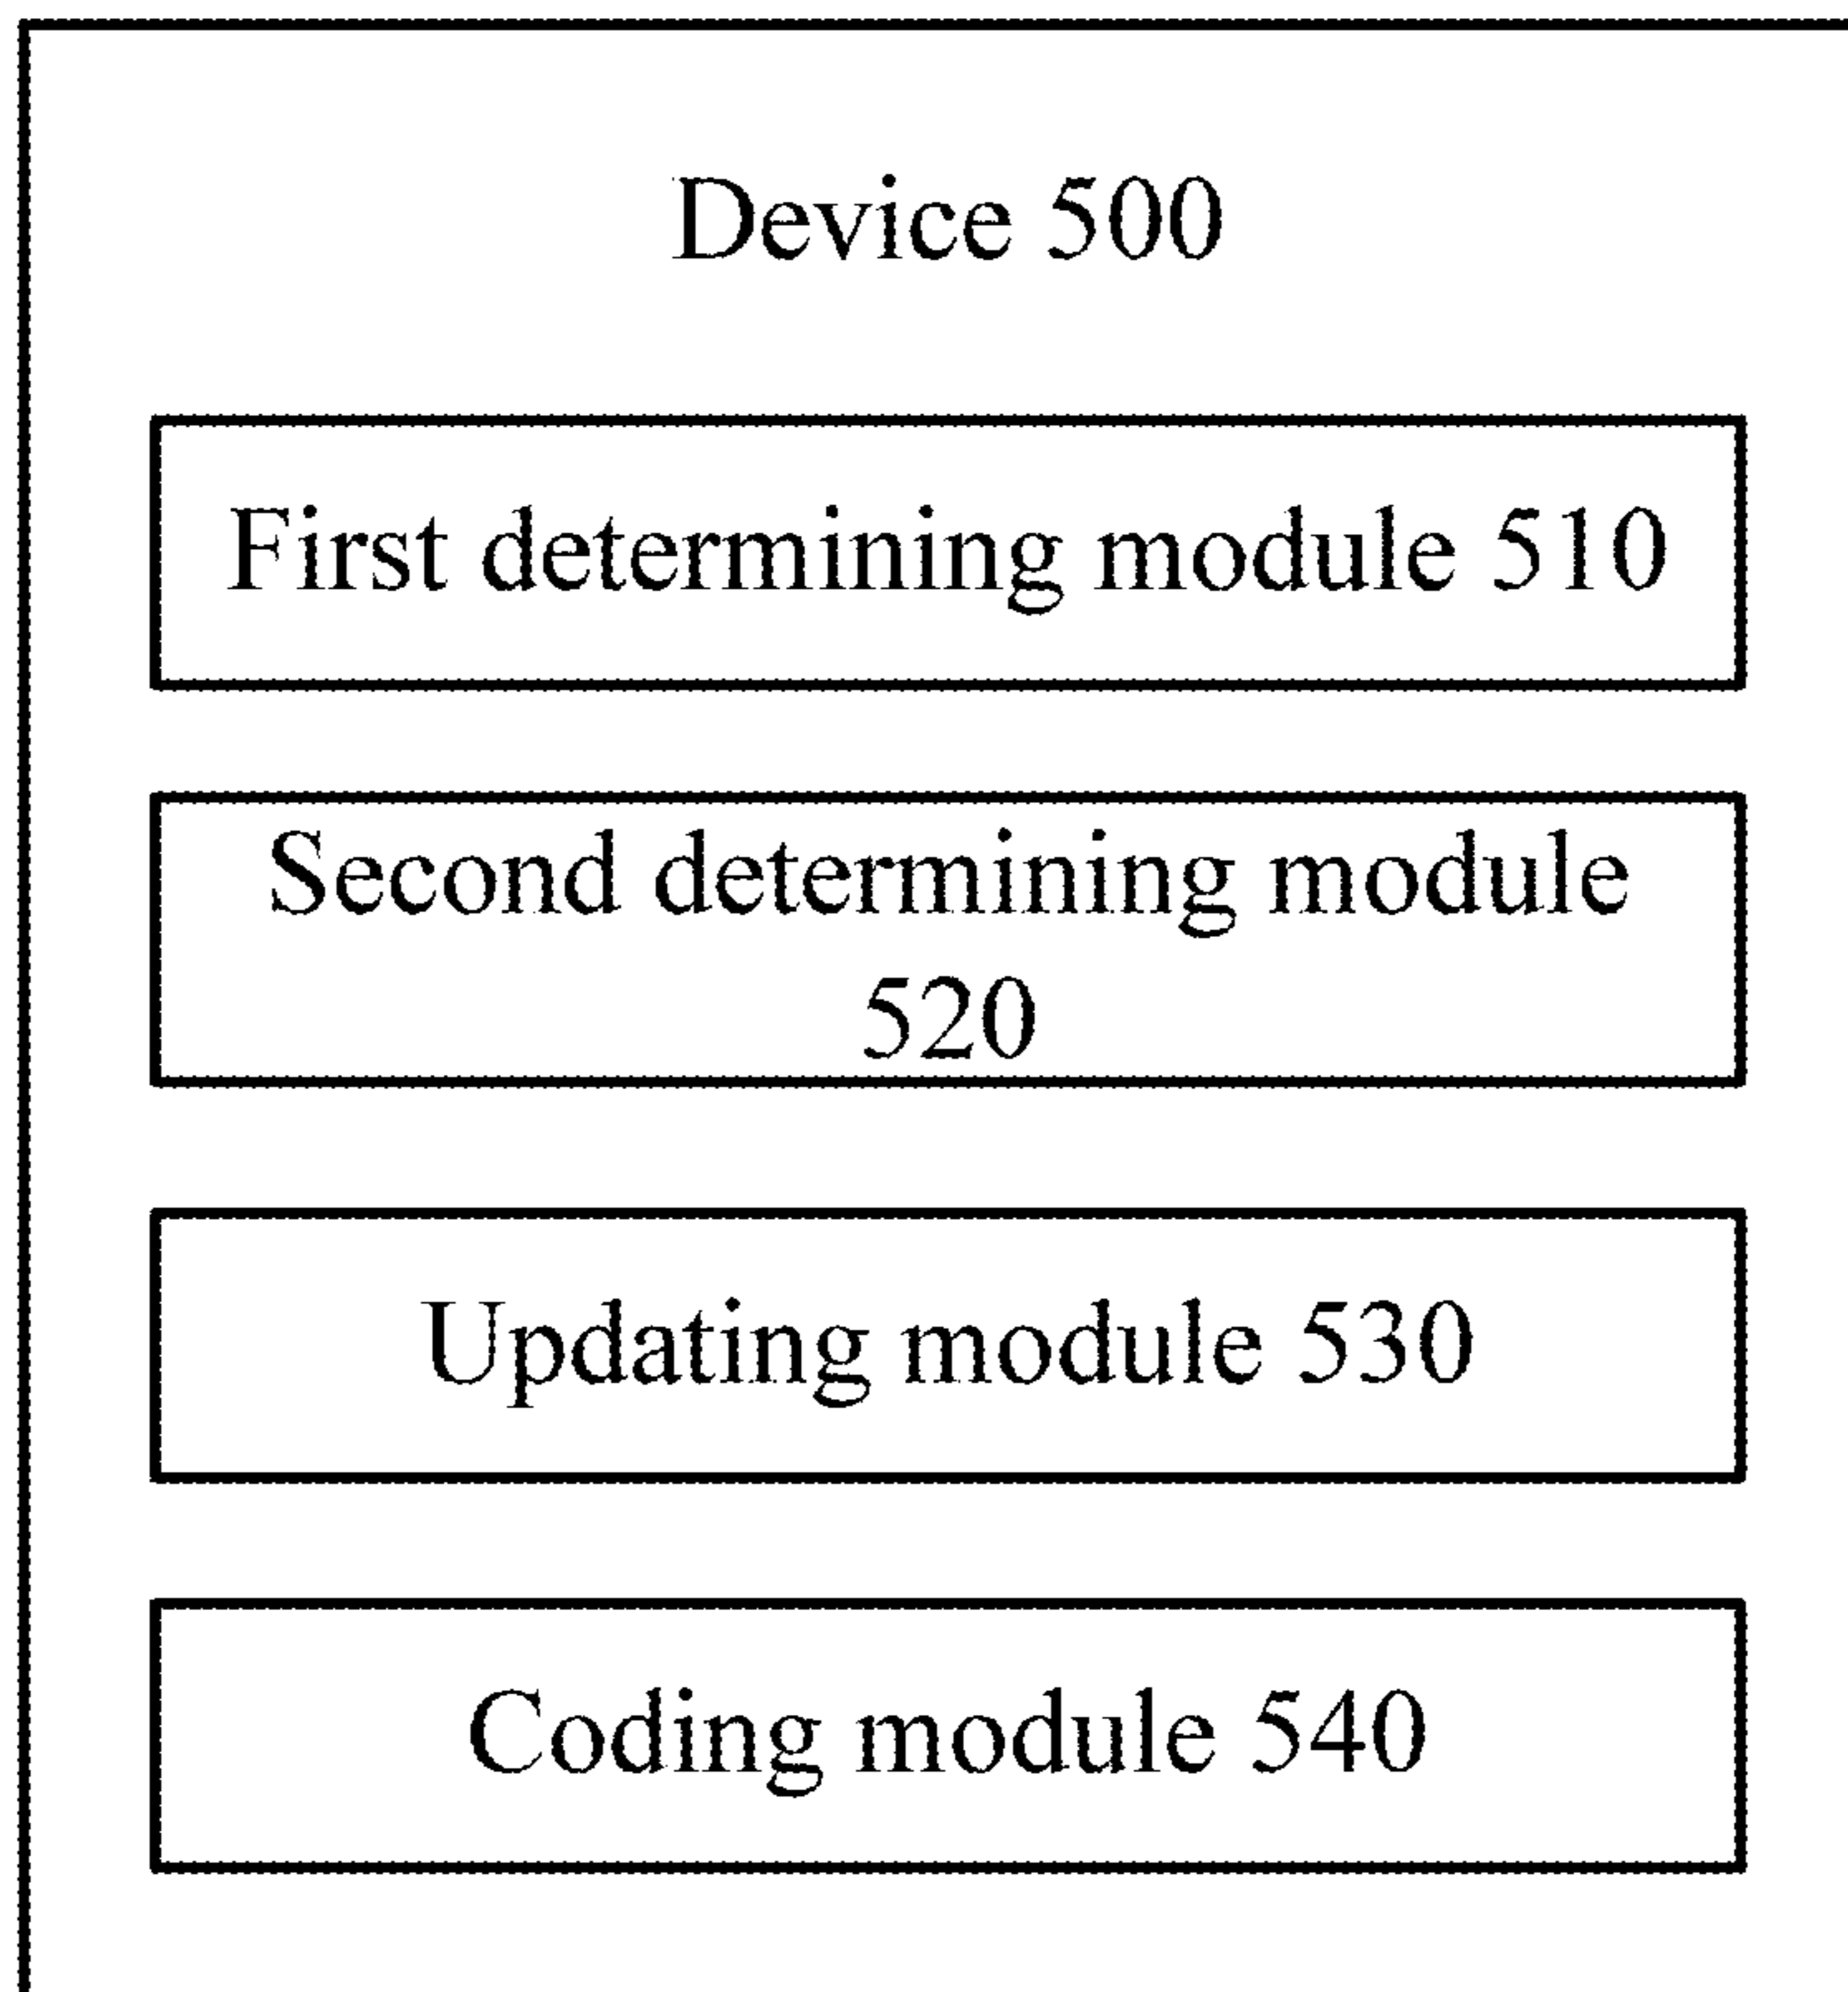 Device 500
First determining module 510
Second determining module
520
Updating module 530
Coding module 540